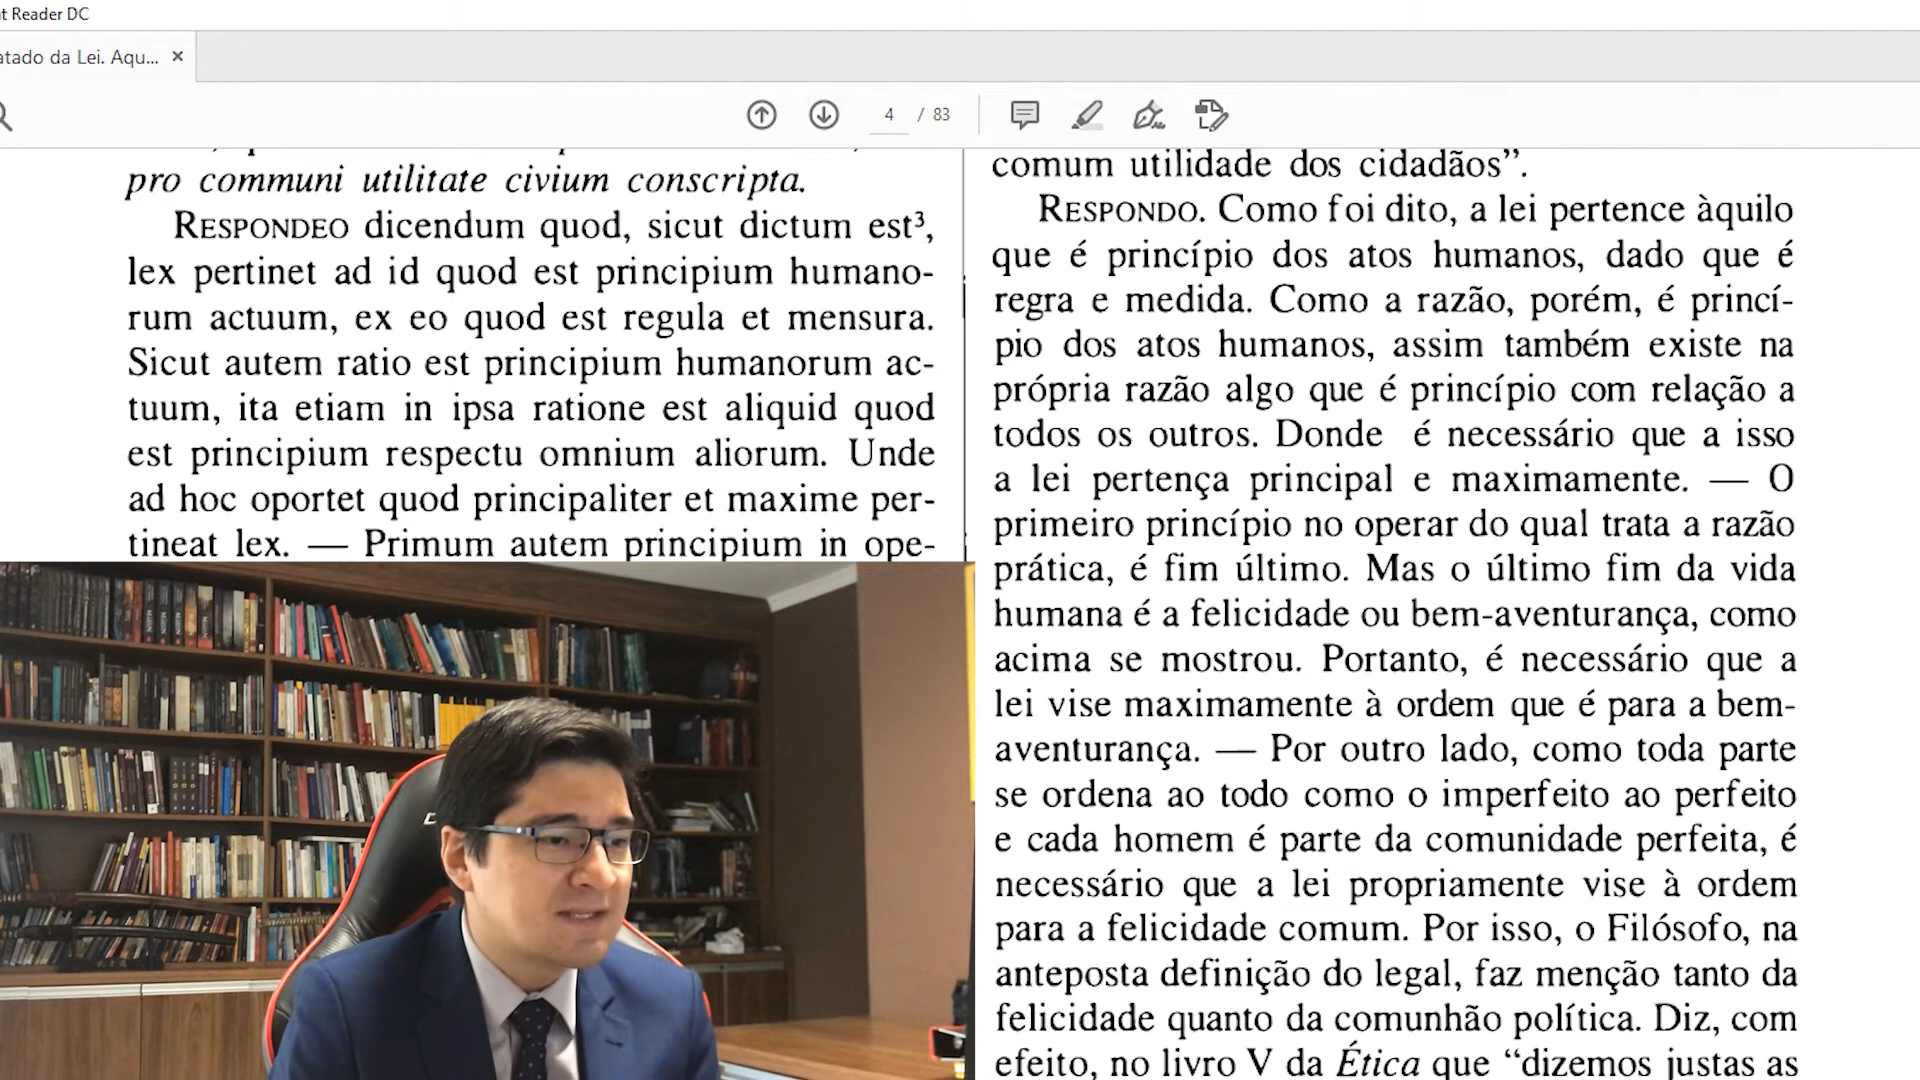 t Reader DC
atado da Lei. Aqu... ×
4 / 83
pro communi utilitate civium conscripta.
RESPONDEO dicendum quod, sicut dictum est³,
lex pertinet ad id quod est principium humano-
rum actuum, ex eo quod est regula et mensura.
Sicut autem ratio est principium humanorum ac-
tuum, ita etiam in ipsa ratione est aliquid quod
est principium respectu omnium aliorum. Unde
ad hoc oportet quod principaliter et maxime per-
tineat lex. — Primum autem principium in ope-
comum utilidade dos cidadãos”.
RESPONDO. Como foi dito, a lei pertence àquilo
que é princípio dos atos humanos, dado que é
regra e medida. Como a razão, porém, é princí-
pio dos atos humanos, assim também existe na
própria razão algo que é princípio com relação a
todos os outros. Donde é necessário que a isso
a lei pertença principal e maximamente. — O
primeiro princípio no operar do qual trata a razão
prática, é fim último. Mas o último fim da vida
humana é a felicidade ou bem-aventurança, como
acima se mostrou. Portanto, é necessário que a
lei vise maximamente à ordem que é para a bem-
aventurança. — Por outro lado, como toda parte
se ordena ao todo como o imperfeito ao perfeito
e cada homem é parte da comunidade perfeita, é
necessário que a lei propriamente vise à ordem
para a felicidade comum. Por isso, o Filósofo, na
anteposta definição do legal, faz menção tanto da
felicidade quanto da comunhão política. Diz, com
efeito, no livro V da Ética que “dizemos justas as